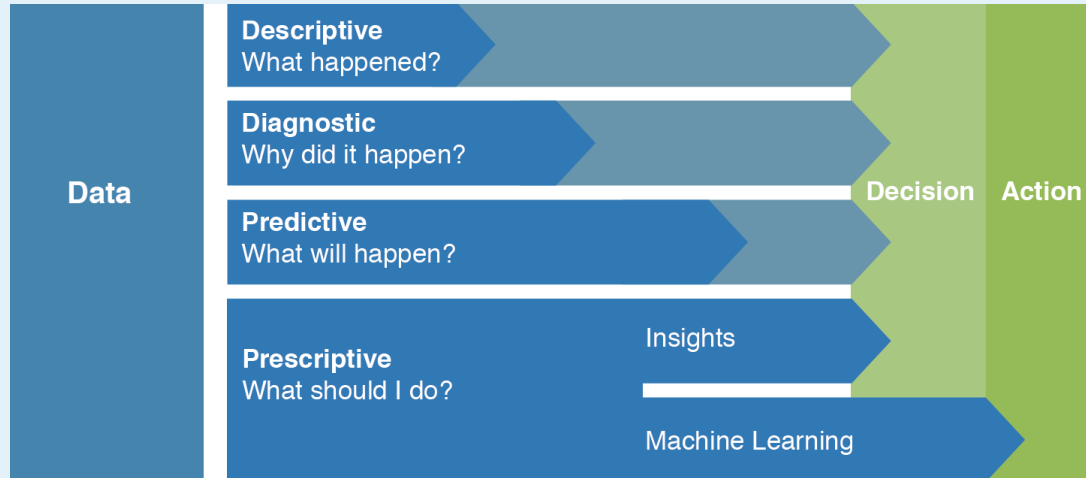 Descriptive
What happened?
Diagnostic
Why did it happen?
Data
Decision
Action
Predictive
What will happen?
Insights
Prescriptive
What should I do?
Machine Learning